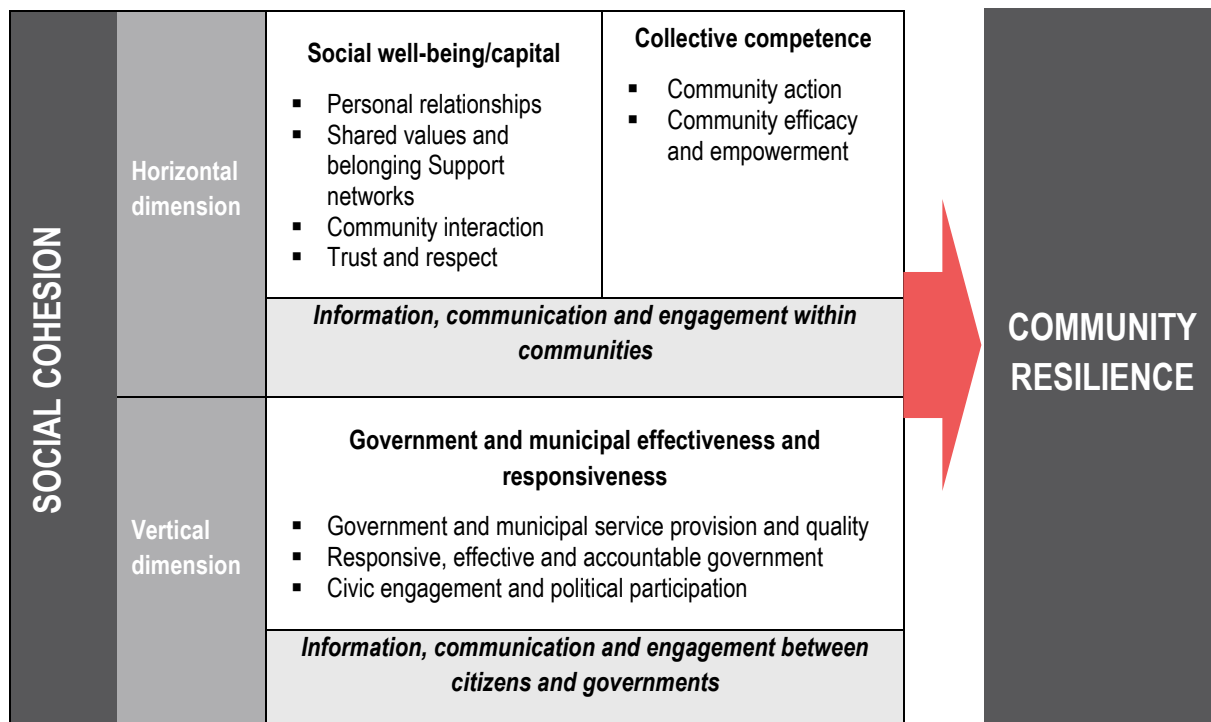 SOCIAL COHESION
Horizontal
dimension
Social well-being/capital
▪ Personal relationships
▪ Shared values and
belonging Support
networks
▪ Community interaction
▪ Trust and respect
Collective competence
▪ Community action
▪ Community efficacy
and empowerment
Information, communication and engagement within
communities
Vertical
dimension
Government and municipal effectiveness and
responsiveness
▪ Government and municipal service provision and quality
▪ Responsive, effective and accountable government
▪ Civic engagement and political participation
Information, communication and engagement between
citizens and governments
COMMUNITY
RESILIENCE